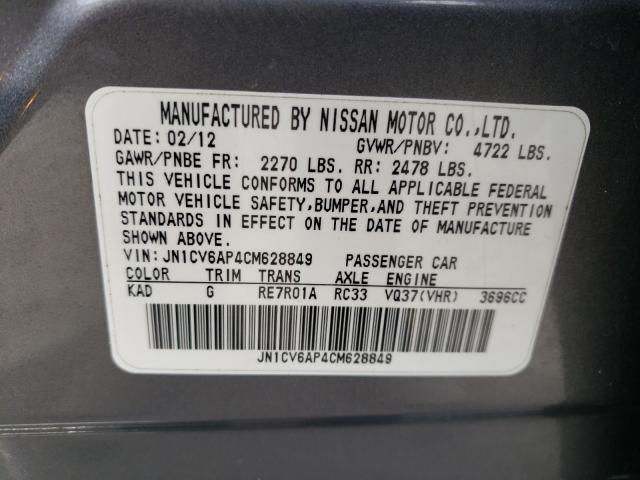 MANUFACTURED BY NISSAN MOTOR CO.,LTD.
DATE: 02/12 GVWR/PNBV: 4722 LBS.
GAWR/PNBE FR: 2270 LBS. RR: 2478 LBS.
THIS VEHICLE CONFORMS TO ALL APPLICABLE FEDERAL
MOTOR VEHICLE SAFETY,BUMPER,AND THEFT PREVENTION
STANDARDS IN EFFECT ON THE DATE OF MANUFACTURE
SHOWN ABOVE.
VIN: JN1CV6AP4CM628849 PASSENGER CAR
COLOR TRIM TRANS AXLE ENGINE
KAD G RE7R01A RC33 VQ37(VHR) 3696CC
JN1CV6AP4CM628849